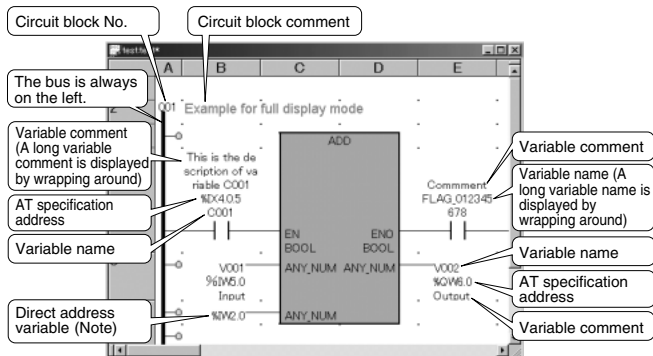 Circuit block No.
Circuit block comment
test:test*
A B C D E
The bus is always
on the left.
001 Example for full display mode
2
Variable comment
(A long variable
comment is displayed
by wrapping around)
ADD
This is the de
scription of va
riable C001
%IX4.0.5
C001
AT specification
address
Variable name
Commment
FLAG_012345
678
Variable comment
Variable name (A
long variable name is
displayed by
wrapping around)
EN ENO
BOOL BOOL
V001 ANY_NUM ANY_NUM V002
%IW5.0 %QW6.0
Input Output
%IW2.0 ANY_NUM
Variable name
AT specification
address
Variable comment
Direct address
variable (Note)